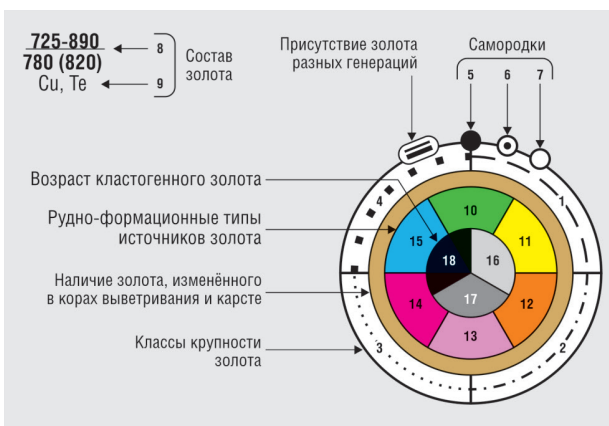 725-890
780 (820)
Cu, Te
8
9
Состав
золота
Присутствие золота
разных генераций
Самородки
5 6 7
Возраст кластогенного золота
Рудно-формационные типы
источников золота
Наличие золота, изменённого
в корах выветривания и карсте
Классы крупности
золота
4
1
10
15
11
18
16
17
14
12
13
3
2